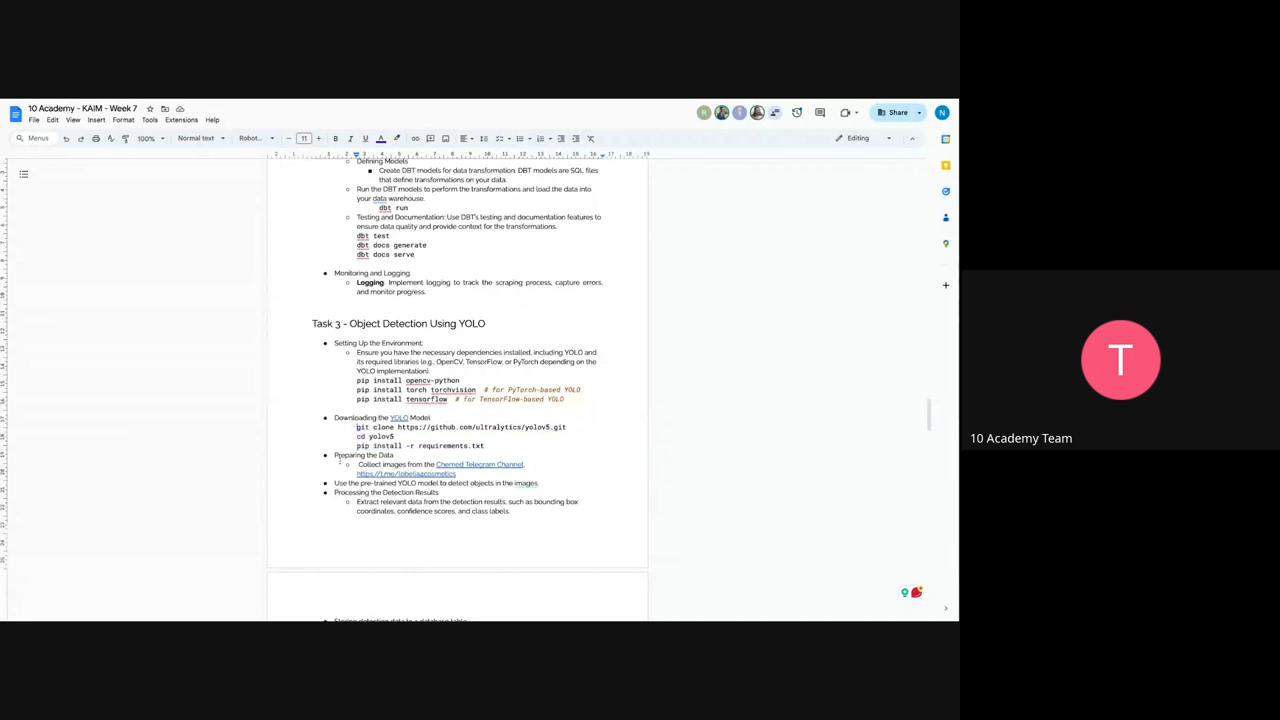 10 Academy - KAIM - Week 7
File Edit View Insert Format Tools Extensions Help
Share
N
Menus
100%
Normal text
Robot...
11
Editing
Defining Models
Create DBT models for data transformation. DBT models are SQL files
that define transformations on your data.
Run the DBT models to perform the transformations and load the data into
your data warehouse.
dbt run
Testing and Documentation: Use DBT's testing and documentation features to
ensure data quality and provide context for the transformations.
dbt test
dbt docs generate
dbt docs serve
Monitoring and Logging:
Logging: Implement logging to track the scraping process, capture errors,
and monitor progress.
Task 3 - Object Detection Using YOLO
Setting Up the Environment:
Ensure you have the necessary dependencies installed, including YOLO and
its required libraries (e.g., OpenCV, TensorFlow, or PyTorch depending on the
YOLO implementation).
pip install opencv-python
pip install torch torchvision # for PyTorch-based YOLO
pip install tensorflow # for TensorFlow-based YOLO
Downloading the YOLO Model
git clone https://github.com/ultralytics/yolov5.git
cd yolov5
pip install -r requirements.txt
Preparing the Data
Collect images from the Chemed Telegram Channel,
https://t.me/lobelia4cosmetics
Use the pre-trained YOLO model to detect objects in the images.
Processing the Detection Results
Extract relevant data from the detection results, such as bounding box
coordinates, confidence scores, and class labels.
Storing detection data to a database table
T
10 Academy Team